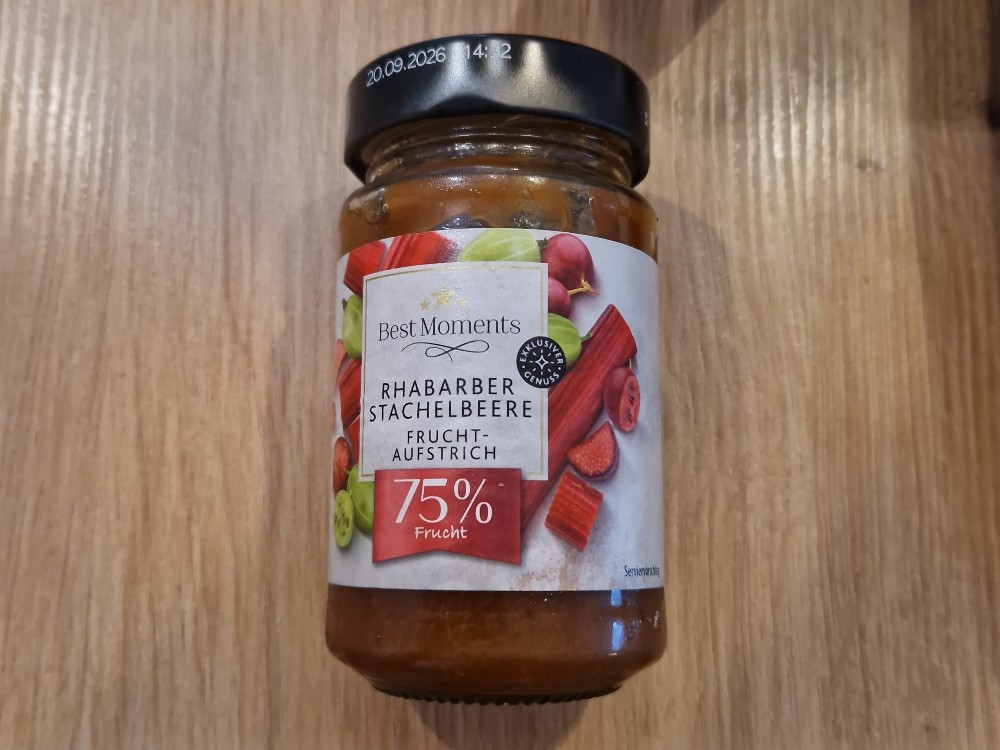 20.09.2026 14:32
Best Moments
EXKLUSIVER
GENUSS
RHABARBER
STACHELBEERE
FRUCHT-
AUFSTRICH
75%
Frucht
Serviervorschlag